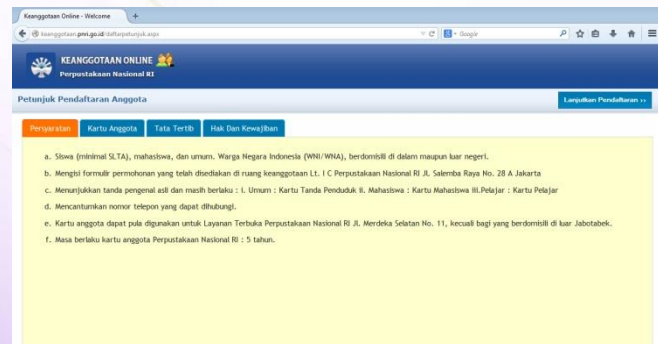 Keanggotaan Online - Welcome
keanggotaan.pnri.go.id/daftarpetunjuk.aspx
Google
KEANGGOTAAN ONLINE
Perpustakaan Nasional RI
Petunjuk Pendaftaran Anggota
Lanjutkan Pendaftaran >>
Persyaratan Kartu Anggota Tata Tertib Hak Dan Kewajiban
a. Siswa (minimal SLTA), mahasiswa, dan umum. Warga Negara Indonesia (WNI/WNA), berdomisili di dalam maupun luar negeri.
b. Mengisi formulir permohonan yang telah disediakan di ruang keanggotaan Lt. I C Perpustakaan Nasional RI Jl. Salemba Raya No. 28 A Jakarta
c. Menunjukkan tanda pengenal asli dan masih berlaku : i. Umum : Kartu Tanda Penduduk ii. Mahasiswa : Kartu Mahasiswa iii.Pelajar : Kartu Pelajar
d. Mencantumkan nomor telepon yang dapat dihubungi.
e. Kartu anggota dapat pula digunakan untuk Layanan Terbuka Perpustakaan Nasional RI Jl. Merdeka Selatan No. 11, kecuali bagi yang berdomisili di luar Jabotabek.
f. Masa berlaku kartu anggota Perpustakaan Nasional RI : 5 tahun.